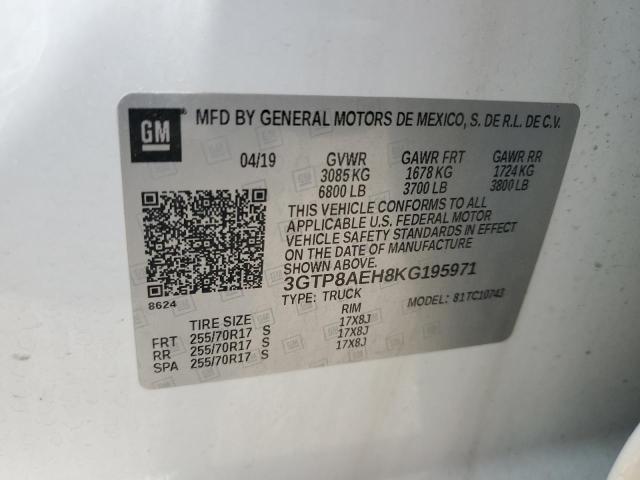 GM
MFD BY GENERAL MOTORS DE MEXICO, S. DE R.L. DE C.V.
04/19 GVWR GAWR FRT GAWR RR
3085 KG 1678 KG 1724 KG
6800 LB 3700 LB 3800 LB
THIS VEHICLE CONFORMS TO ALL
APPLICABLE U.S. FEDERAL MOTOR
VEHICLE SAFETY STANDARDS IN EFFECT
ON THE DATE OF MANUFACTURE
SHOWN ABOVE.
3GTP8AEH8KG195971
8624
TYPE: TRUCK MODEL: 81TC10743
TIRE SIZE RIM
FRT 255/70R17 S 17X8J
RR 255/70R17 S 17X8J
SPA 255/70R17 S 17X8J